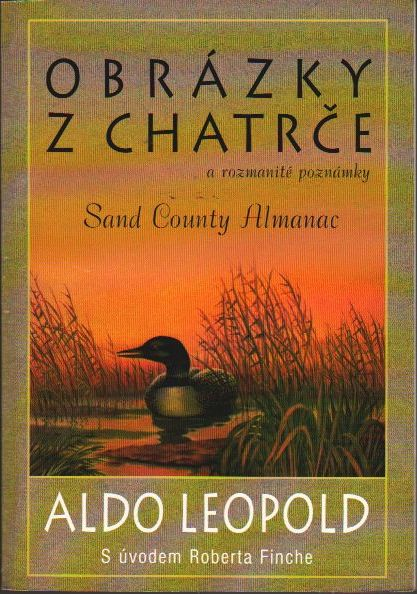 OBRÁZKY
Z CHATRČE
a rozmanité poznámky
Sand County Almanac
ALDO LEOPOLD
S úvodem Roberta Finche